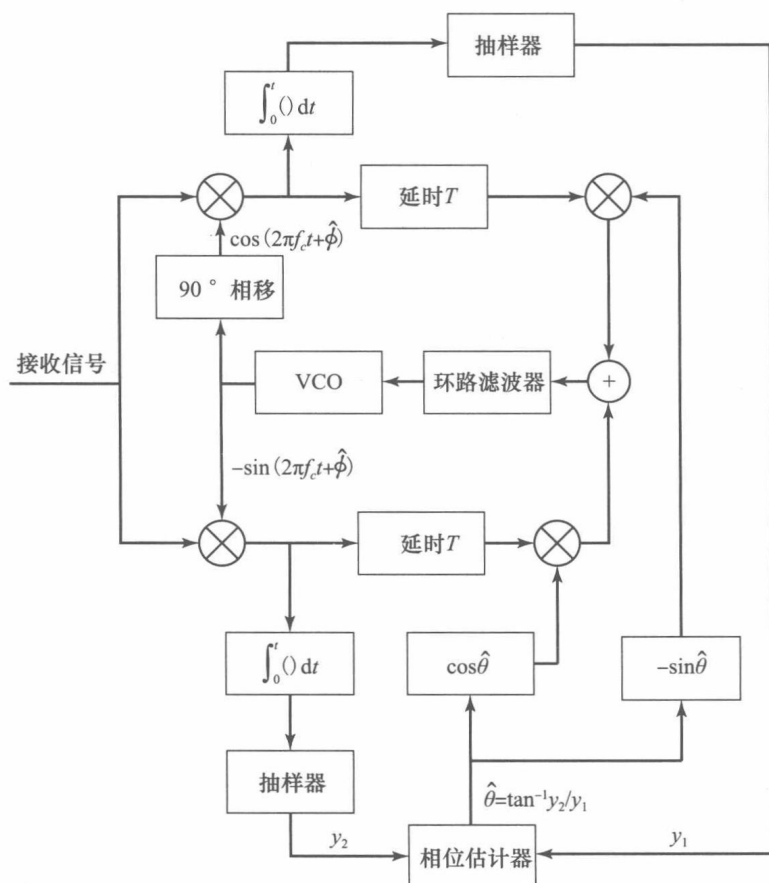 抽样器
∫₀ᵗ() dt
延时T
cos(2πf_c t+φ̂)
90°相移
接收信号
VCO
环路滤波器
+
−sin(2πf_c t+φ̂)
延时T
∫₀ᵗ() dt
cosθ̂
−sinθ̂
抽样器
θ̂=tan⁻¹y₂/y₁
y₂
相位估计器
y₁